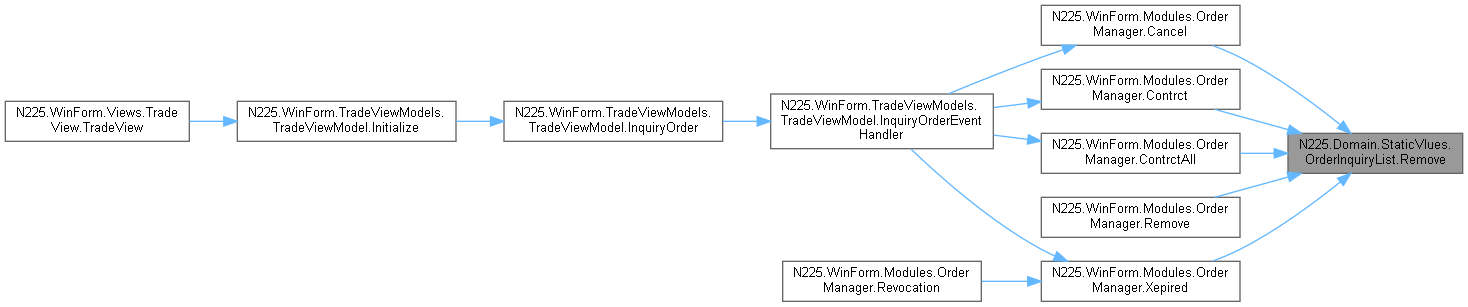 N225.WinForm.Views.Trade
View.TradeView
N225.WinForm.TradeViewModels.
TradeViewModel.Initialize
N225.WinForm.TradeViewModels.
TradeViewModel.InquiryOrder
N225.WinForm.TradeViewModels.
TradeViewModel.InquiryOrderEvent
Handler
N225.WinForm.Modules.Order
Manager.Revocation
N225.WinForm.Modules.Order
Manager.Cancel
N225.WinForm.Modules.Order
Manager.Contrct
N225.WinForm.Modules.Order
Manager.ContrctAll
N225.WinForm.Modules.Order
Manager.Remove
N225.WinForm.Modules.Order
Manager.Xepired
N225.Domain.StaticVlues.
OrderInquiryList.Remove